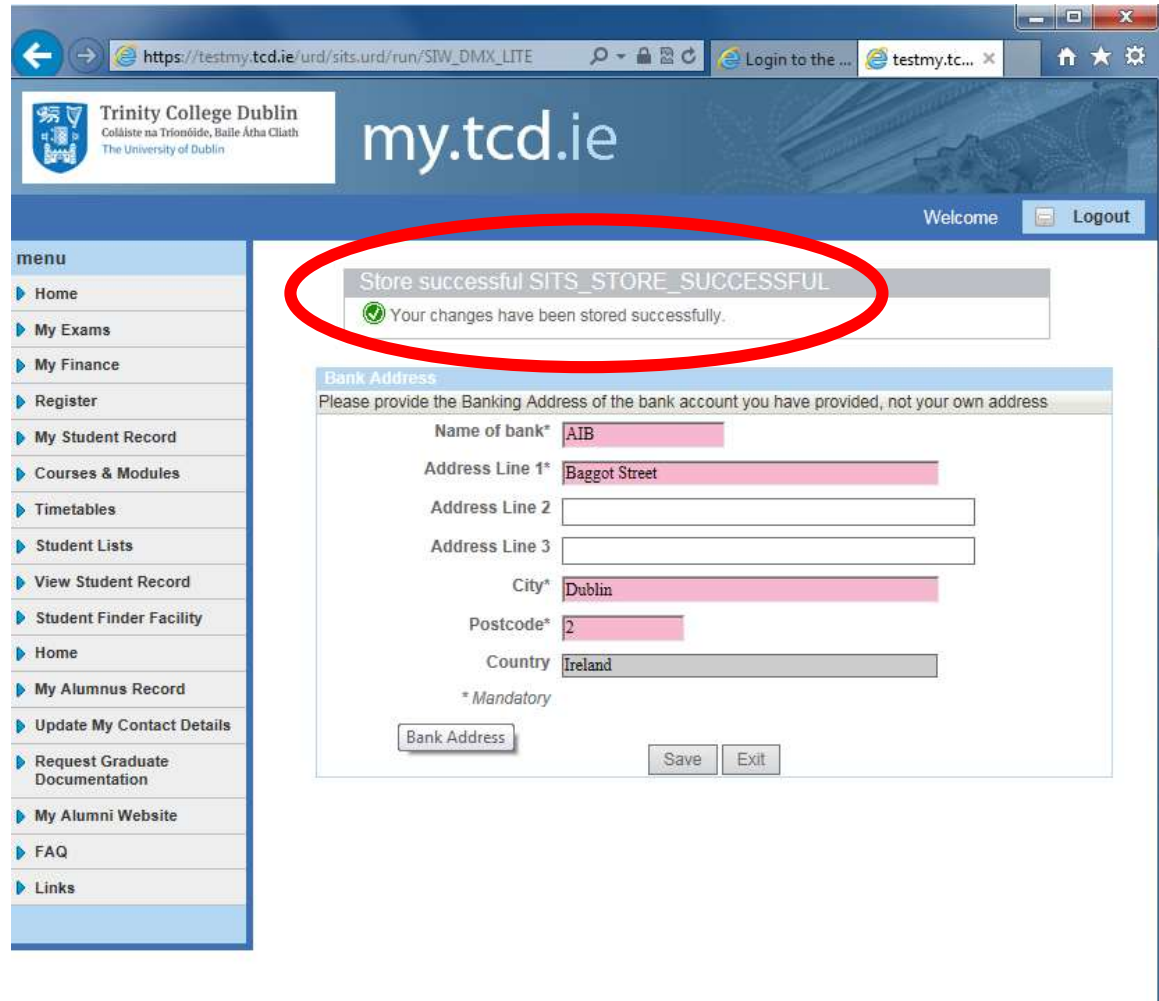 https://testmy.tcd.ie/urd/sits.urd/run/SIW_DMX_LITE
Login to the ...
testmy.tc...
Trinity College Dublin
Coláiste na Tríonóide, Baile Átha Cliath
The University of Dublin
my.tcd.ie
Welcome
Logout
menu
Home
My Exams
My Finance
Register
My Student Record
Courses & Modules
Timetables
Student Lists
View Student Record
Student Finder Facility
Home
My Alumnus Record
Update My Contact Details
Request Graduate
Documentation
My Alumni Website
FAQ
Links
Store successful SITS_STORE_SUCCESSFUL
Your changes have been stored successfully.
Bank Address
Please provide the Banking Address of the bank account you have provided, not your own address
Name of bank* AIB
Address Line 1* Baggot Street
Address Line 2
Address Line 3
City* Dublin
Postcode* 2
Country Ireland
* Mandatory
Bank Address
Save Exit